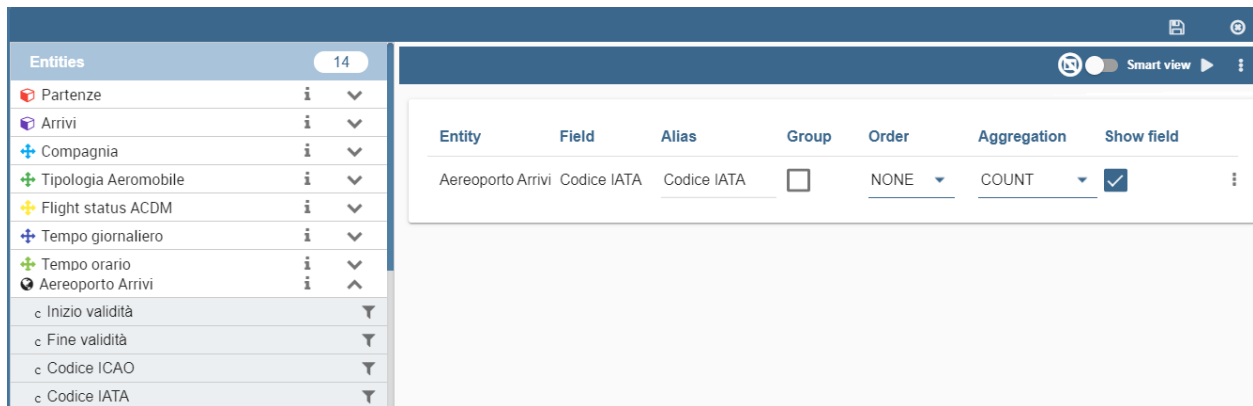 Entities 14
Smart view
Partenze i
Arrivi i
Compagnia i
Tipologia Aeromobile i
Flight status ACDM i
Tempo giornaliero i
Tempo orario i
Aereoporto Arrivi i
c Inizio validità
c Fine validità
c Codice ICAO
c Codice IATA
Entity Field Alias Group Order Aggregation Show field
Aereoporto Arrivi Codice IATA Codice IATA NONE COUNT